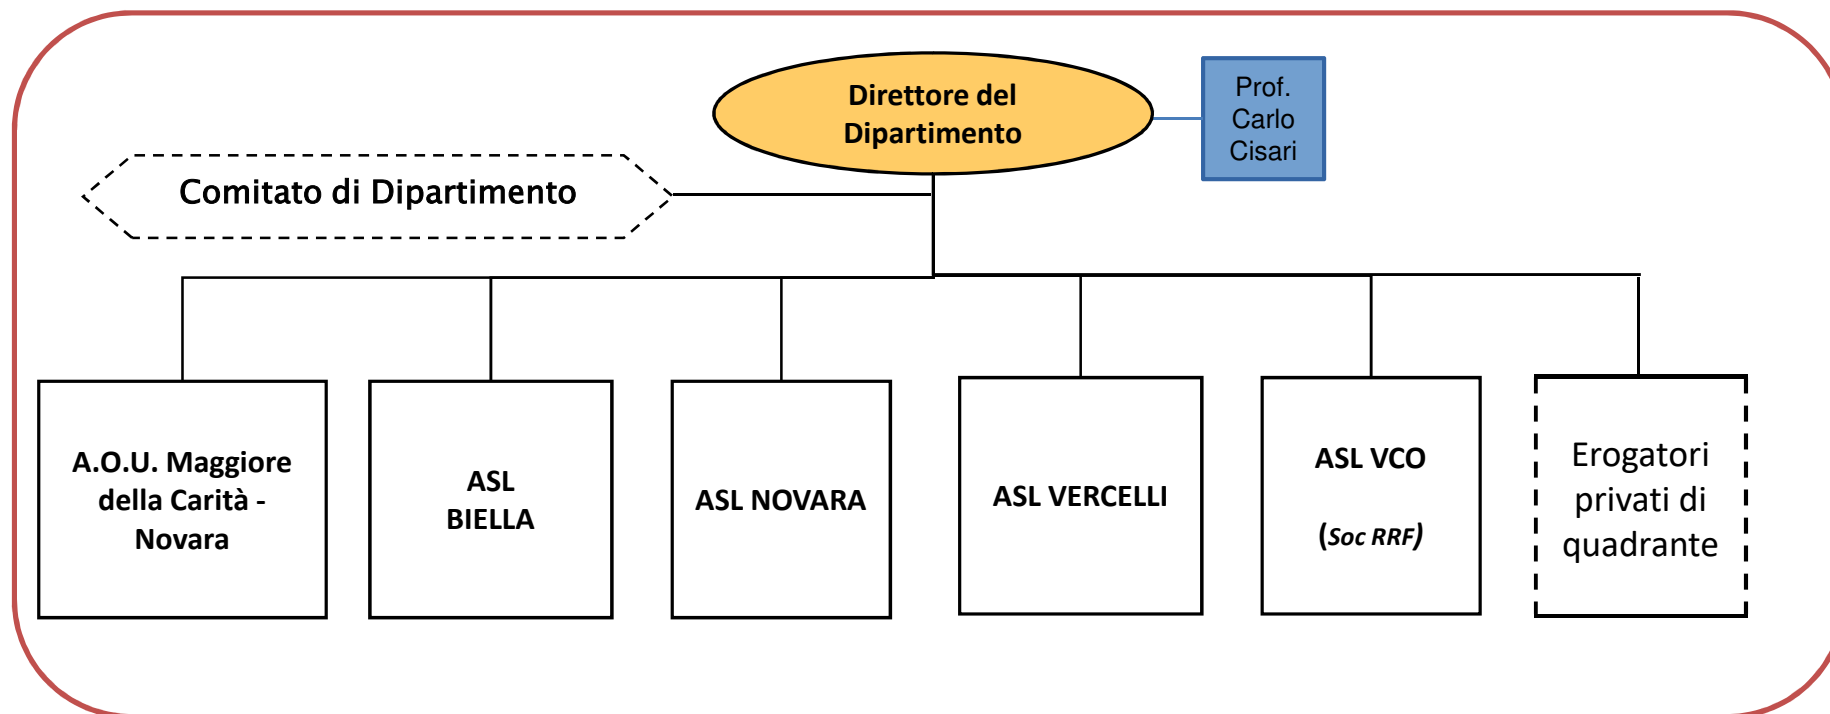 Direttore del
Dipartimento
Prof.
Carlo
Cisari
Comitato di Dipartimento
A.O.U. Maggiore
della Carità -
Novara
ASL
BIELLA
ASL NOVARA
ASL VERCELLI
ASL VCO
(Soc RRF)
Erogatori
privati di
quadrante